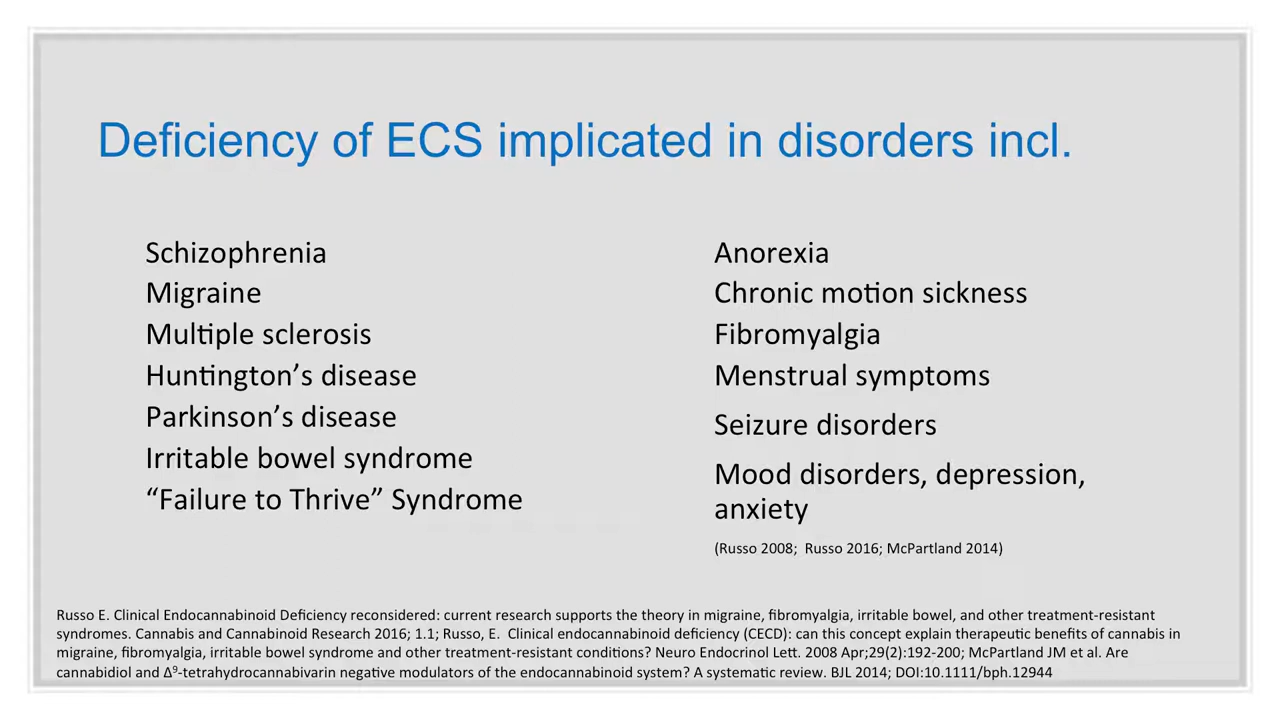 Deficiency of ECS implicated in disorders incl.
Schizophrenia
Migraine
Multiple sclerosis
Huntington’s disease
Parkinson’s disease
Irritable bowel syndrome
“Failure to Thrive” Syndrome
Anorexia
Chronic motion sickness
Fibromyalgia
Menstrual symptoms
Seizure disorders
Mood disorders, depression,
anxiety
(Russo 2008;  Russo 2016; McPartland 2014)
Russo E. Clinical Endocannabinoid Deficiency reconsidered: current research supports the theory in migraine, fibromyalgia, irritable bowel, and other treatment-resistant
syndromes. Cannabis and Cannabinoid Research 2016; 1.1; Russo, E.  Clinical endocannabinoid deficiency (CECD): can this concept explain therapeutic benefits of cannabis in
migraine, fibromyalgia, irritable bowel syndrome and other treatment-resistant conditions? Neuro Endocrinol Lett. 2008 Apr;29(2):192-200; McPartland JM et al. Are
cannabidiol and Δ⁹-tetrahydrocannabivarin negative modulators of the endocannabinoid system? A systematic review. BJL 2014; DOI:10.1111/bph.12944